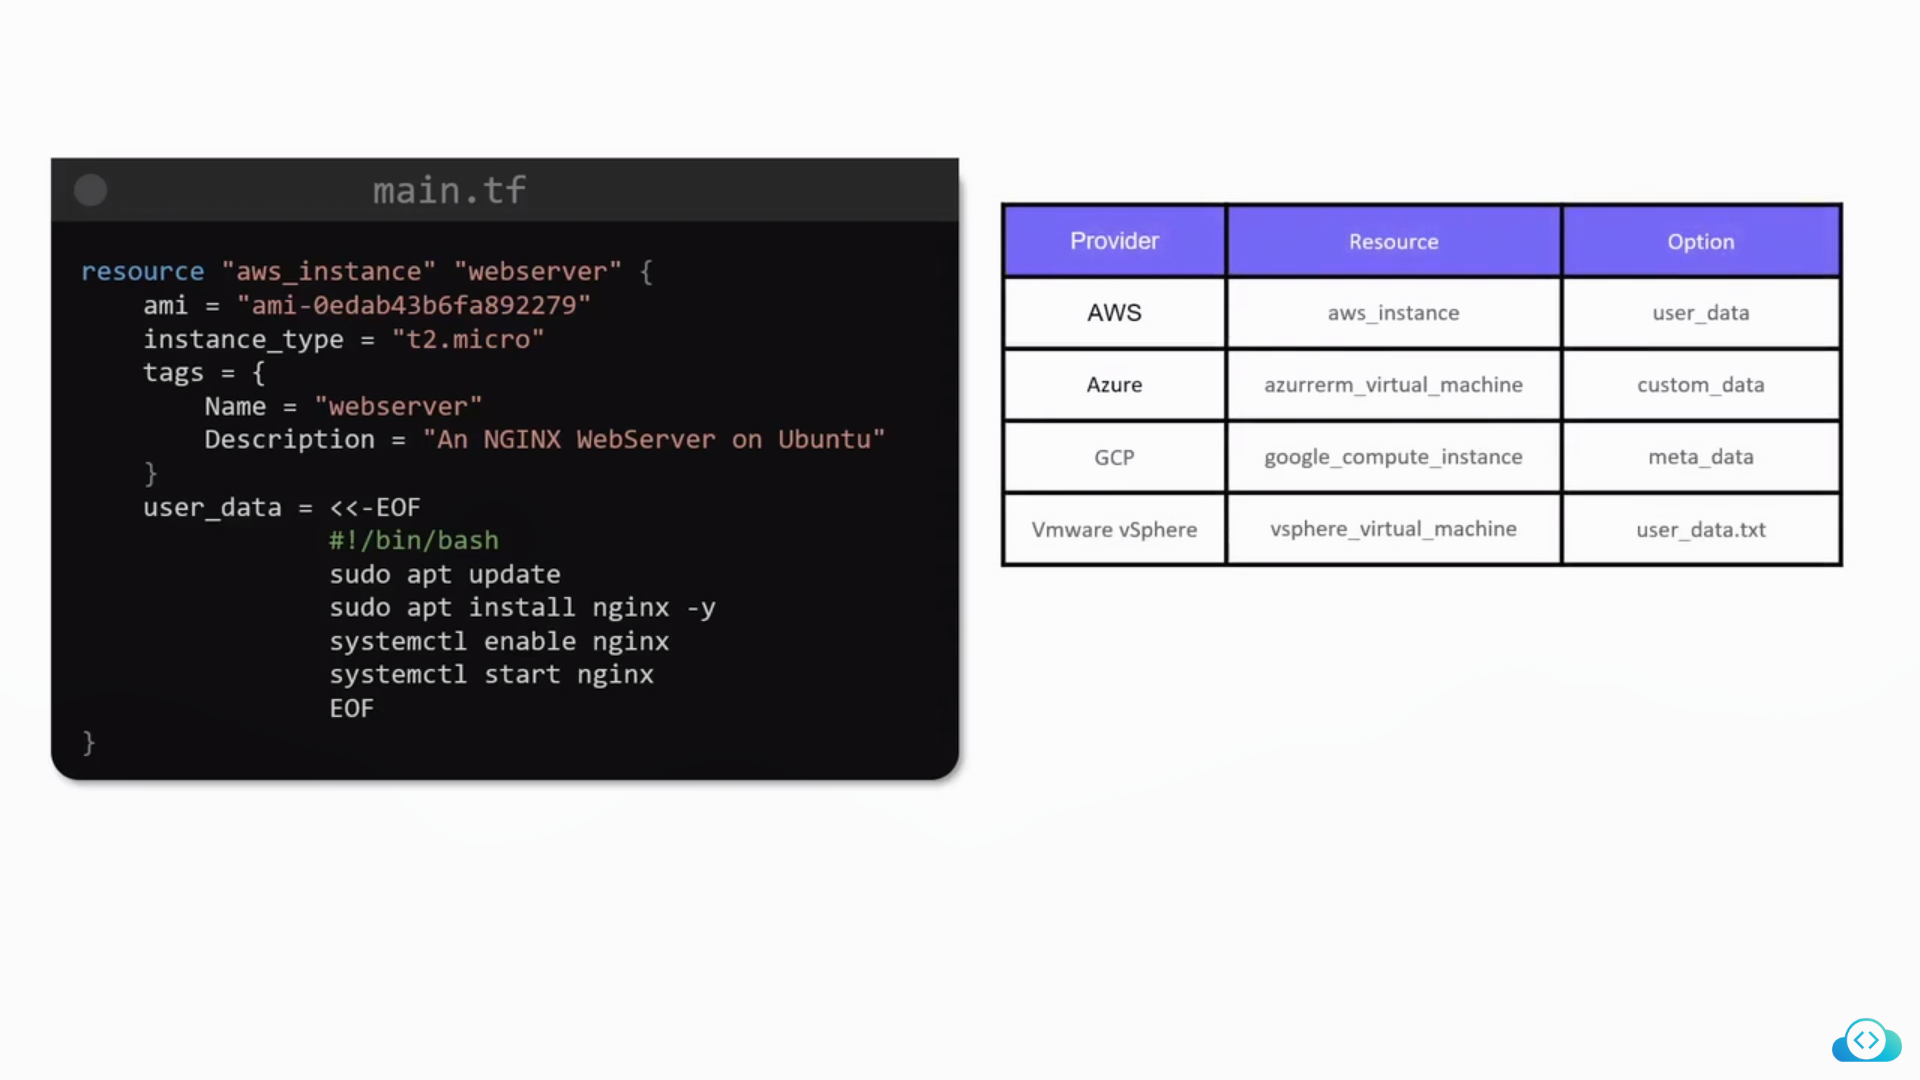 main.tf
resource "aws_instance" "webserver" {
    ami = "ami-0edab43b6fa892279"
    instance_type = "t2.micro"
    tags = {
        Name = "webserver"
        Description = "An NGINX WebServer on Ubuntu"
    }
    user_data = <<-EOF
                #!/bin/bash
                sudo apt update
                sudo apt install nginx -y
                systemctl enable nginx
                systemctl start nginx
                EOF
}
Provider Resource Option
AWS aws_instance user_data
Azure azurrerm_virtual_machine custom_data
GCP google_compute_instance meta_data
Vmware vSphere vsphere_virtual_machine user_data.txt